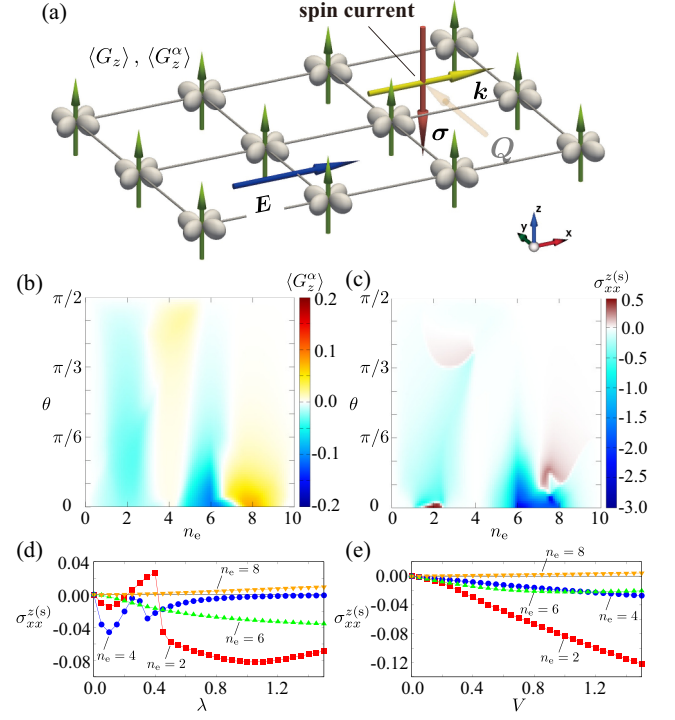 (a)
spin current
⟨G_z⟩ , ⟨G_z^α⟩
k
σ
Q
E
z
y
x
(b)
⟨G_z^α⟩
π/2
π/3
θ
π/6
0
0 2 4 6 8 10
n_e
0.2
0.1
0.0
-0.1
-0.2
(c)
σ_xx^z(s)
π/2
π/3
θ
π/6
0
0 2 4 6 8 10
n_e
0.5
0.0
-0.5
-1.0
-1.5
-2.0
-2.5
-3.0
(d)
0.04
0.00
σ_xx^z(s)
-0.04
-0.08
n_e = 8
n_e = 6
n_e = 4
n_e = 2
0.0 0.4 0.8 1.2
λ
(e)
0.00
σ_xx^z(s)
-0.04
-0.08
-0.12
n_e = 8
n_e = 6
n_e = 4
n_e = 2
0.0 0.4 0.8 1.2
V